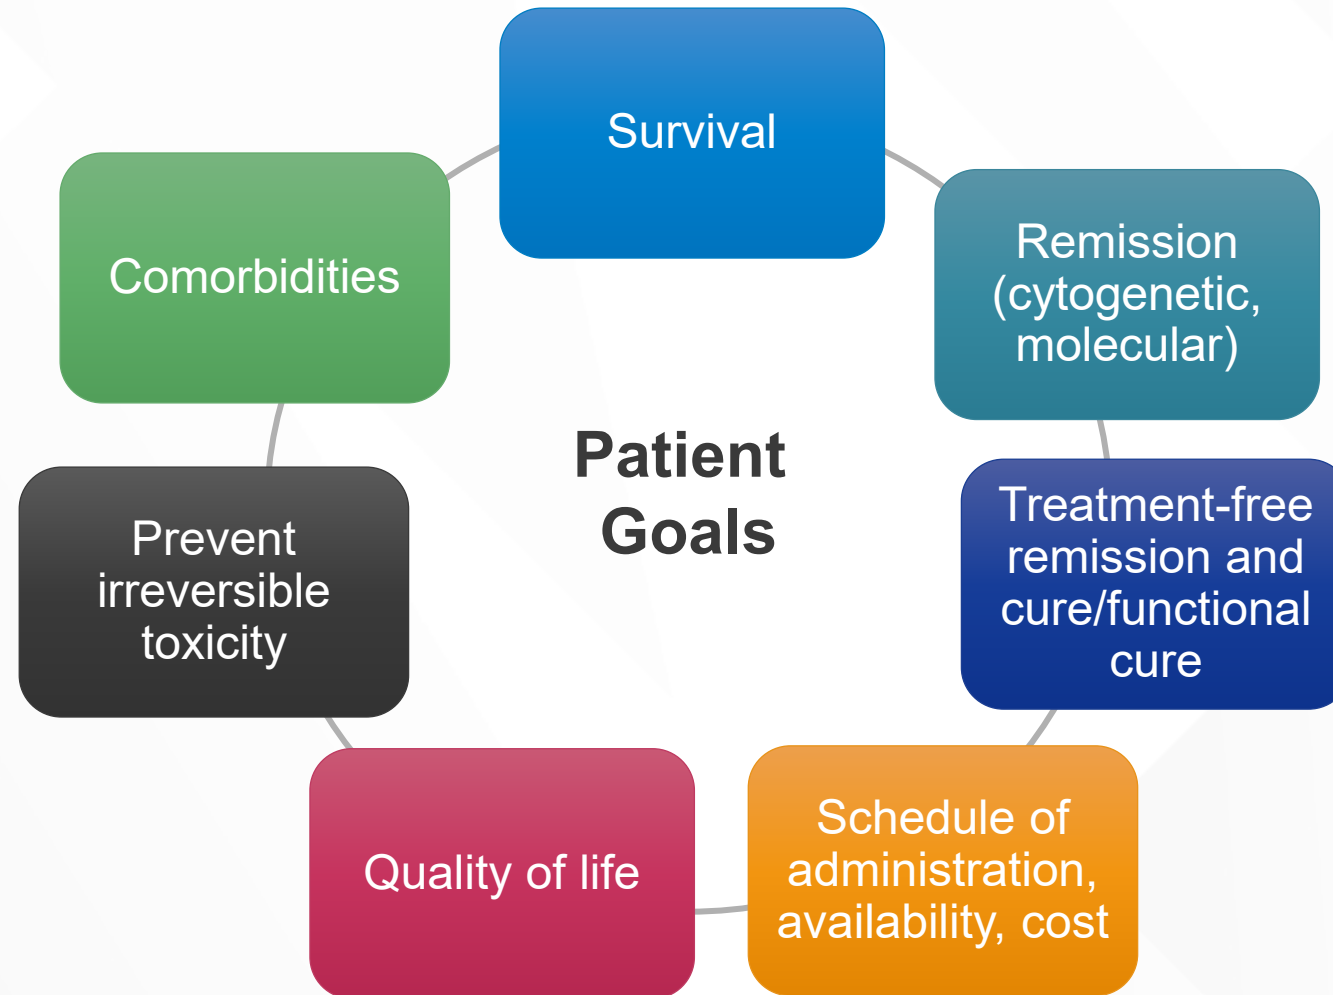 Survival
Remission
(cytogenetic,
molecular)
Treatment-free
remission and
cure/functional
cure
Schedule of
administration,
availability, cost
Quality of life
Prevent
irreversible
toxicity
Comorbidities
Patient
Goals